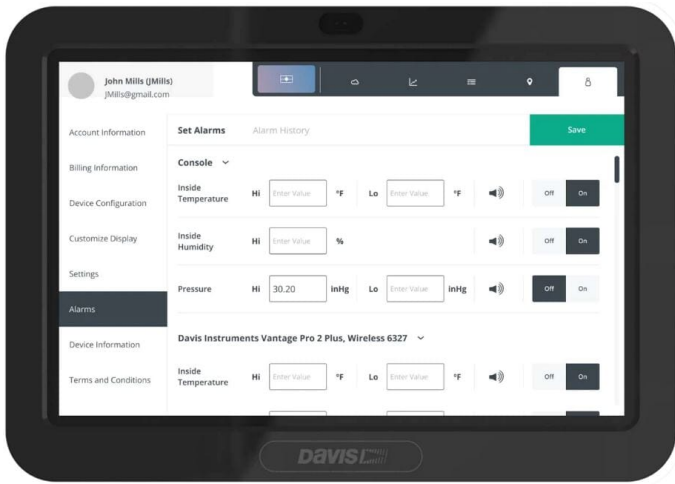 John Mills (JMills)
JMills@gmail.com
Account Information
Billing Information
Device Configuration
Customize Display
Settings
Alarms
Device Information
Terms and Conditions
Set Alarms Alarm History Save
Console
Inside Temperature Hi Enter Value °F Lo Enter Value °F Off On
Inside Humidity Hi Enter Value % Off On
Pressure Hi 30.20 inHg Lo Enter Value inHg Off On
Davis Instruments Vantage Pro 2 Plus, Wireless 6327
Inside Temperature Hi Enter Value °F Lo Enter Value °F Off On
DAVIS